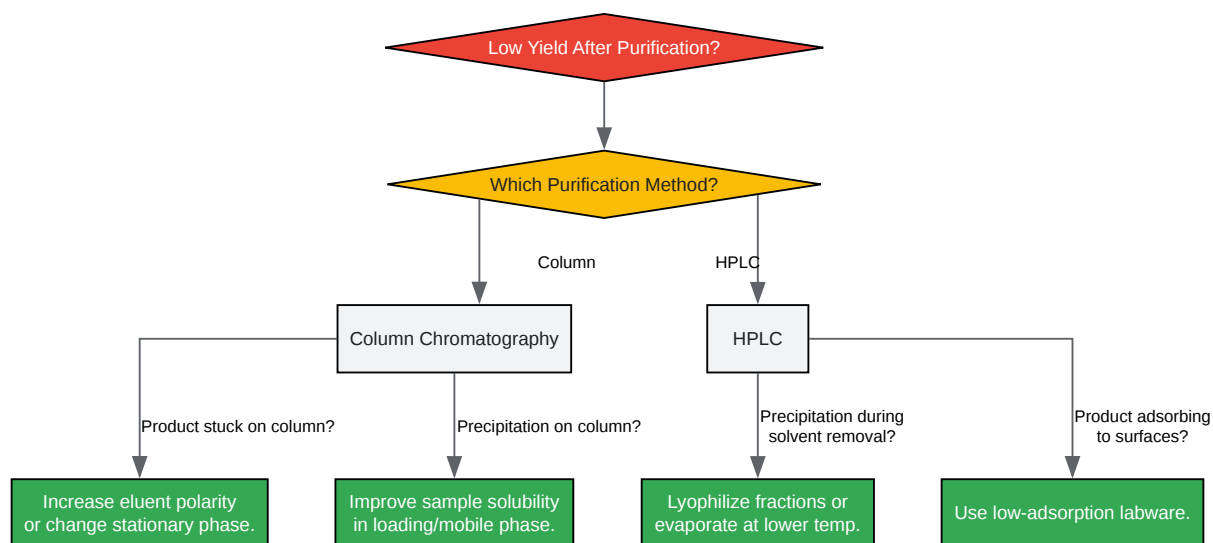 Low Yield After Purification?
Which Purification Method?
Column
HPLC
Column Chromatography
HPLC
Product stuck on column?
Precipitation on column?
Precipitation during
solvent removal?
Product adsorbing
to surfaces?
Increase eluent polarity
or change stationary phase.
Improve sample solubility
in loading/mobile phase.
Lyophilize fractions or
evaporate at lower temp.
Use low-adsorption labware.